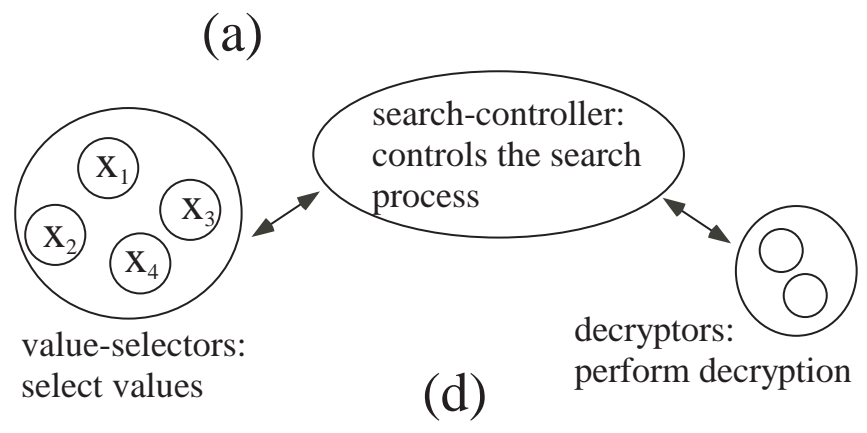 (a)
search-controller:
controls the search
process
x₁
x₃
x₂
x₄
value-selectors:
select values
decryptors:
perform decryption
(d)